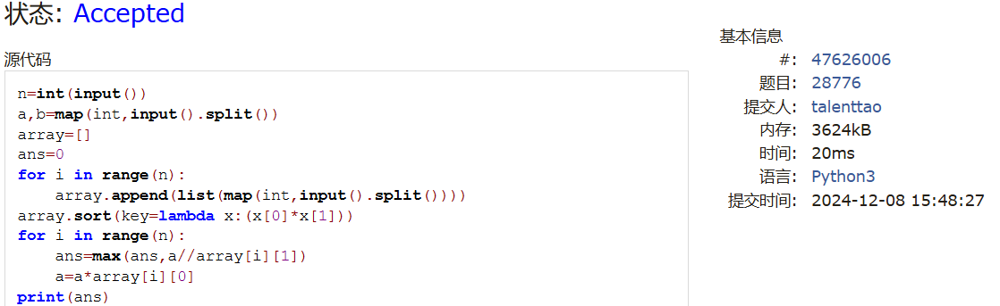 状态: Accepted
源代码
n=int(input())
a,b=map(int,input().split())
array=[]
ans=0
for i in range(n):
    array.append(list(map(int,input().split())))
array.sort(key=lambda x:(x[0]*x[1]))
for i in range(n):
    ans=max(ans,a//array[i][1])
    a=a*array[i][0]
print(ans)
基本信息
#: 47626006
题目: 28776
提交人: talenttao
内存: 3624kB
时间: 20ms
语言: Python3
提交时间: 2024-12-08 15:48:27